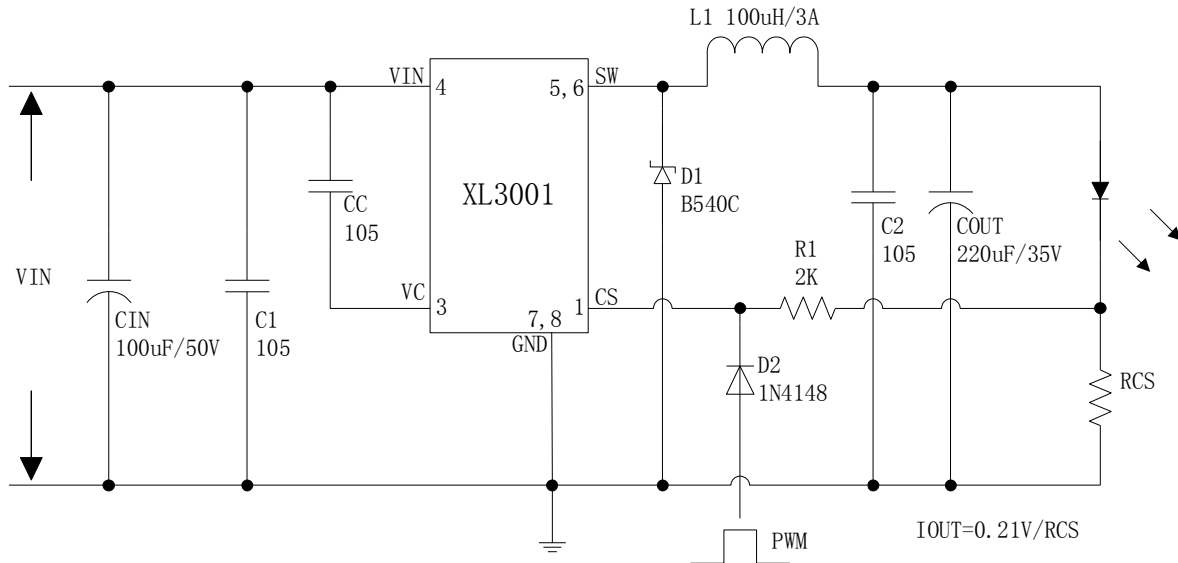 L1 100uH/3A
VIN
4
5,6
SW
XL3001
CC
105
D1
B540C
C2
105
COUT
220uF/35V
R1
2K
VIN
VC
3
7,8
GND
1
CS
CIN
100uF/50V
C1
105
D2
1N4148
RCS
PWM
IOUT=0.21V/RCS